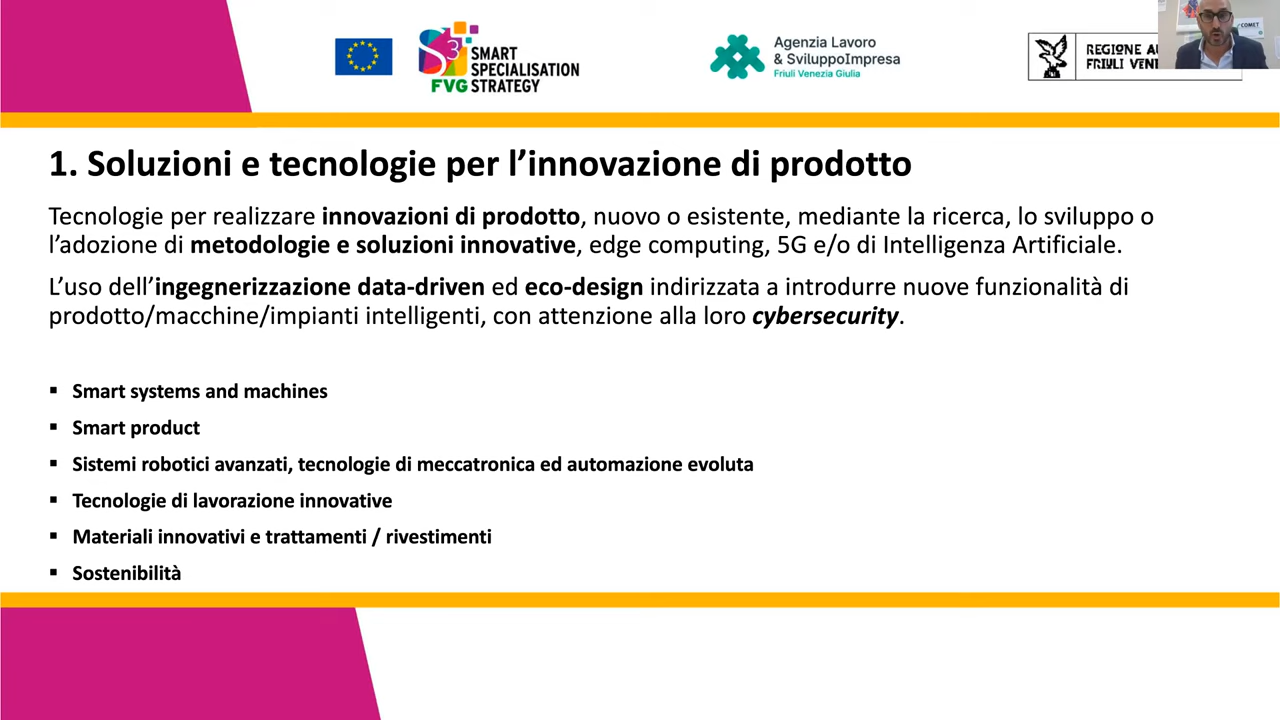 S3 SMART
SPECIALISATION
FVG STRATEGY
Agenzia Lavoro
& SviluppoImpresa
Friuli Venezia Giulia
REGIONE
FRIULI
COMET
1. Soluzioni e tecnologie per l’innovazione di prodotto
Tecnologie per realizzare innovazioni di prodotto, nuovo o esistente, mediante la ricerca, lo sviluppo o
l’adozione di metodologie e soluzioni innovative, edge computing, 5G e/o di Intelligenza Artificiale.
L’uso dell’ingegnerizzazione data-driven ed eco-design indirizzata a introdurre nuove funzionalità di
prodotto/macchine/impianti intelligenti, con attenzione alla loro cybersecurity.
▪ Smart systems and machines
▪ Smart product
▪ Sistemi robotici avanzati, tecnologie di meccatronica ed automazione evoluta
▪ Tecnologie di lavorazione innovative
▪ Materiali innovativi e trattamenti / rivestimenti
▪ Sostenibilità